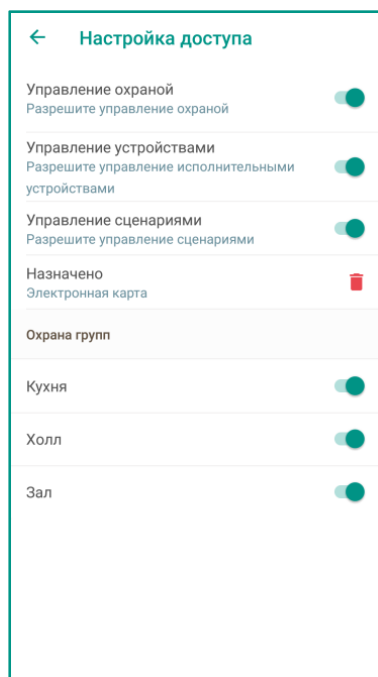 Настройка доступа
Управление охраной
Разрешите управление охраной
Управление устройствами
Разрешите управление исполнительными
устройствами
Управление сценариями
Разрешите управление сценариями
Назначено
Электронная карта
Охрана групп
Кухня
Холл
Зал